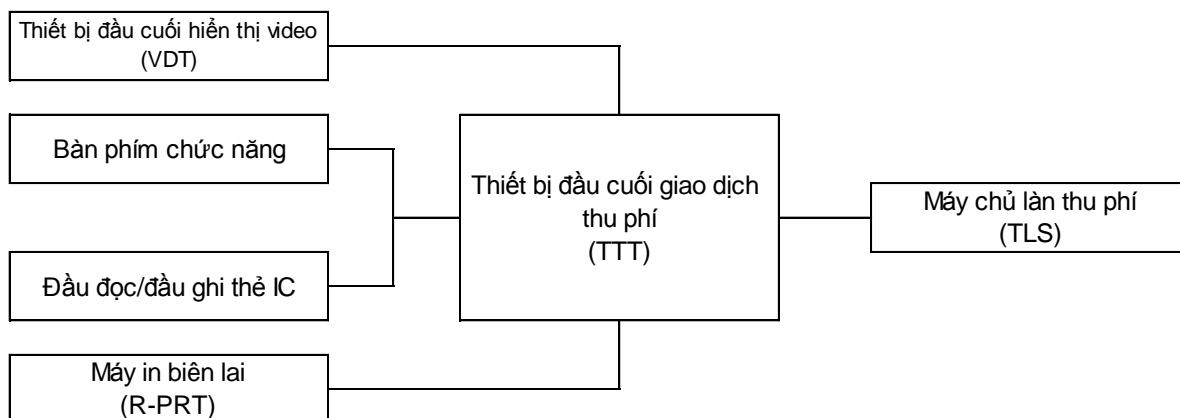 Thiết bị đầu cuối hiển thị video
(VDT)
Bàn phím chức năng
Đầu đọc/đầu ghi thẻ IC
Máy in biên lai
(R-PRT)
Thiết bị đầu cuối giao dịch
thu phí
(TTT)
Máy chủ làn thu phí
(TLS)